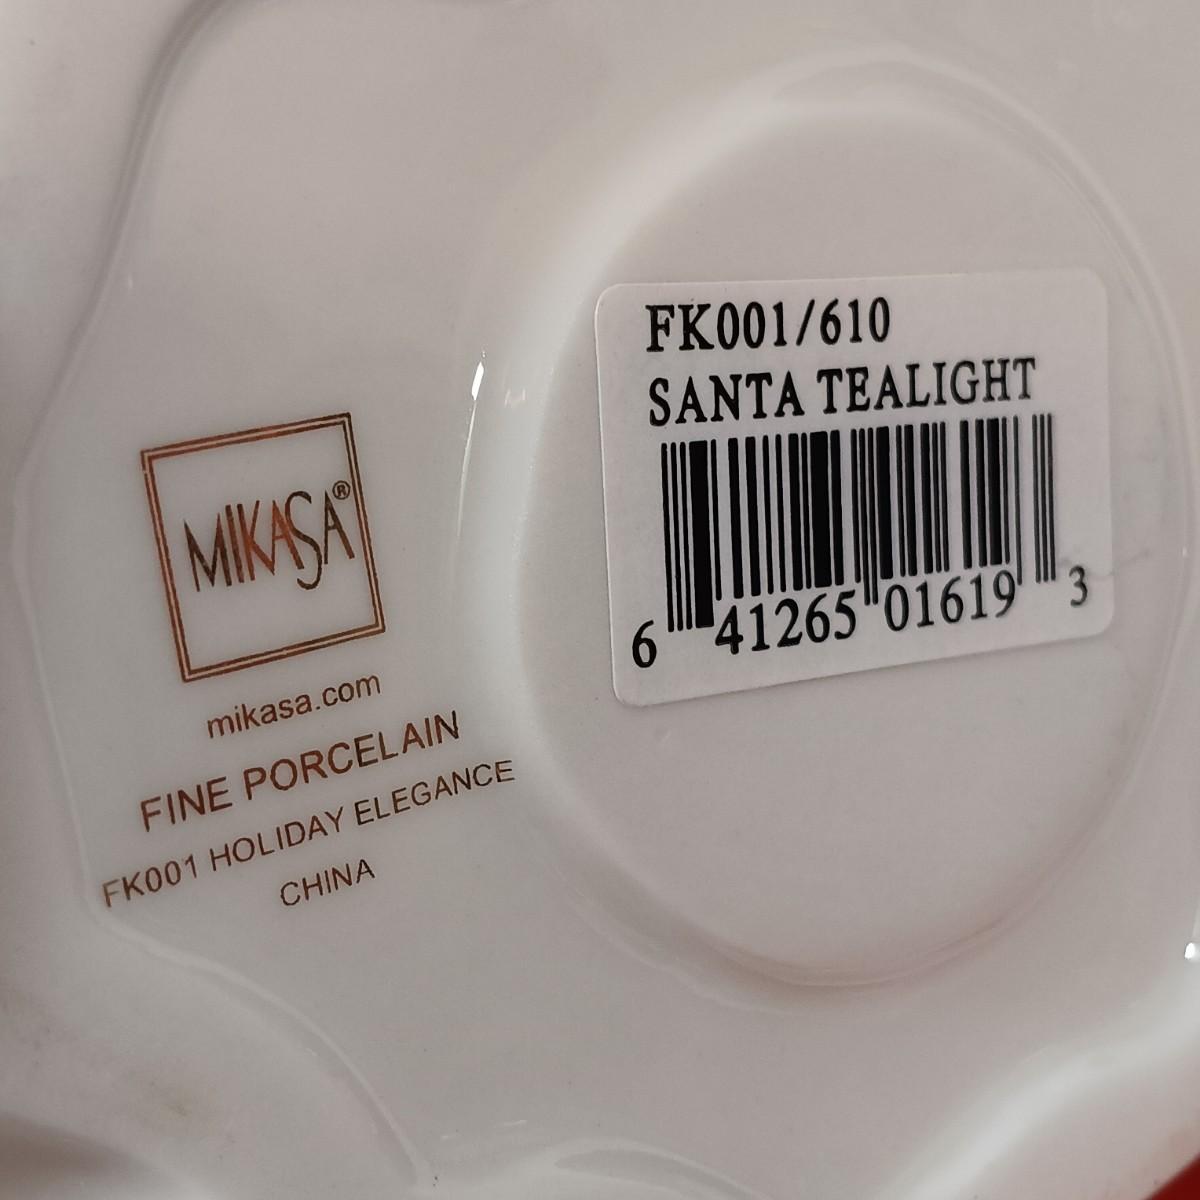 MIKASA®
mikasa.com
FINE PORCELAIN
FK001 HOLIDAY ELEGANCE
CHINA
FK001/610
SANTA TEALIGHT
6 41265 01619 3